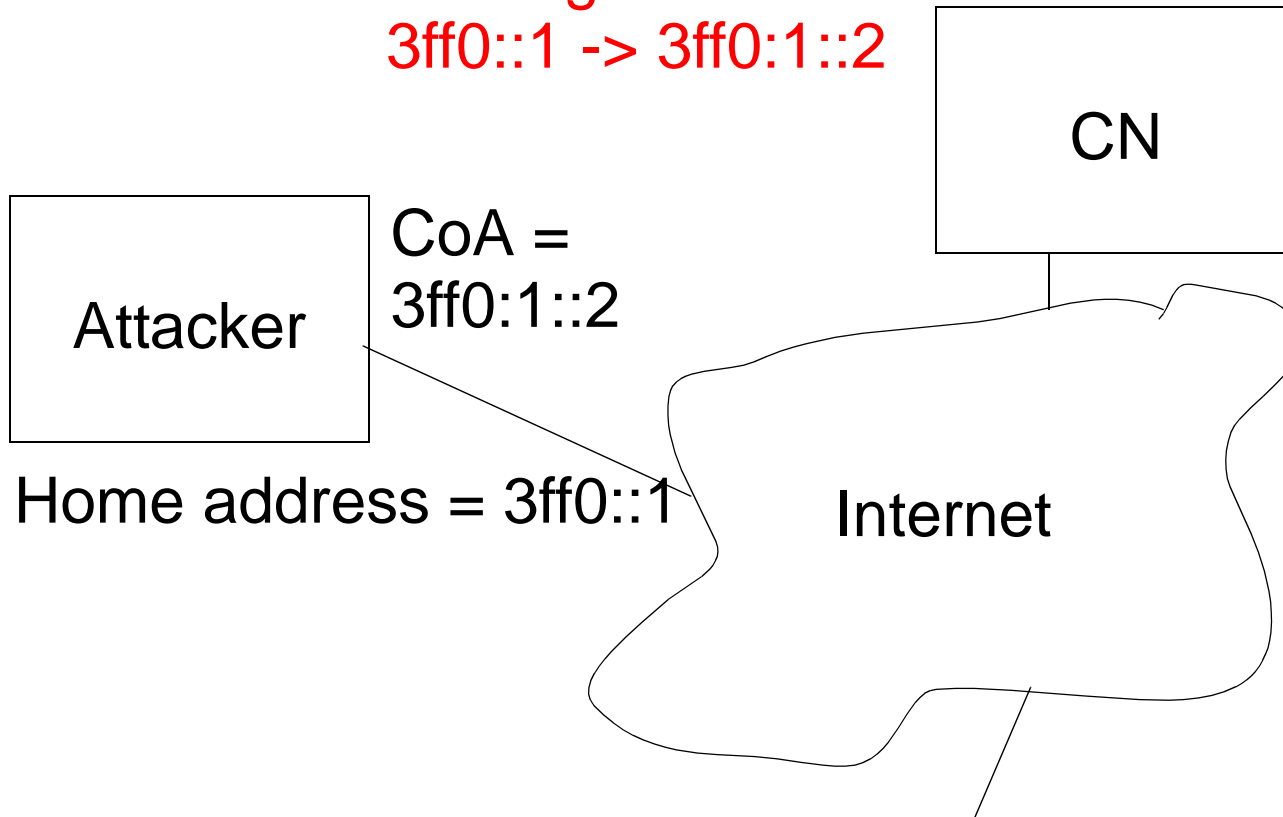 3ff0::1 -> 3ff0:1::2
CN
CoA =
3ff0:1::2
Attacker
Home address = 3ff0::1
Internet